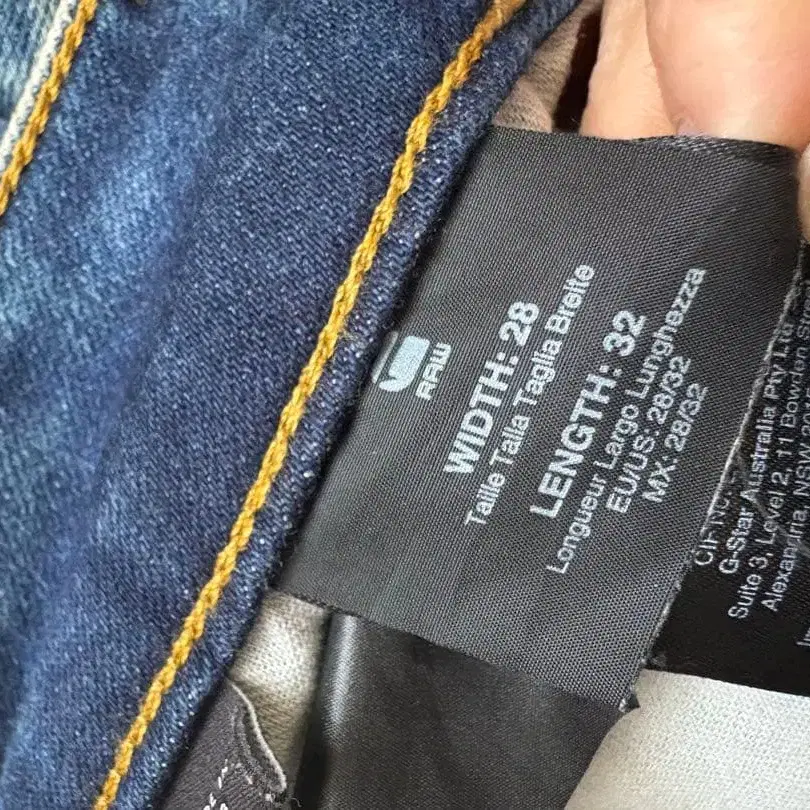 RAW
WIDTH: 28
Taille Talla Taglia Breite
LENGTH: 32
Longueur Largo Lunghezza
EU/US: 28/32
MX: 28/32
G-Star Australia Pty Ltd
Suite 3, Level 2, 11 Bowden
Alexandria, NSW